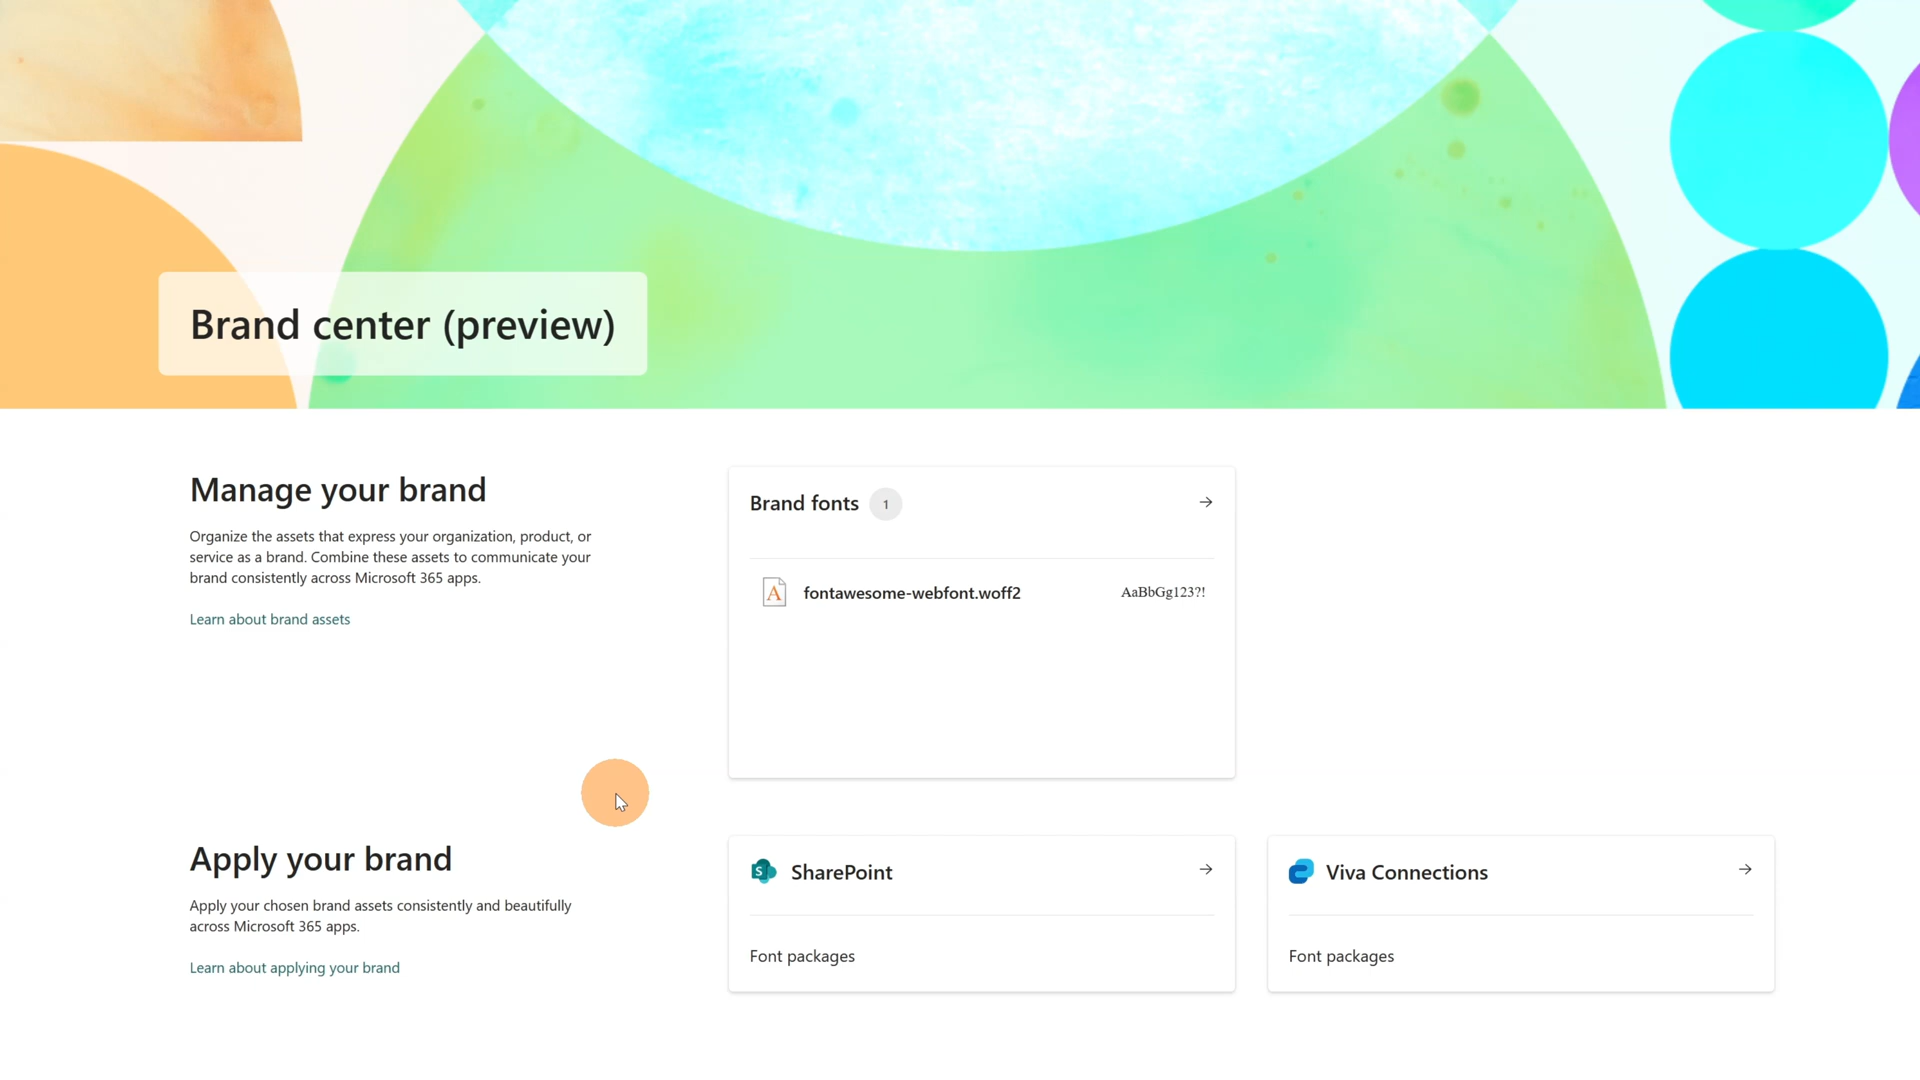 Brand center (preview)
Manage your brand
Organize the assets that express your organization, product, or
service as a brand. Combine these assets to communicate your
brand consistently across Microsoft 365 apps.
Learn about brand assets
Brand fonts 1
fontawesome-webfont.woff2 AaBbGg123?!
Apply your brand
Apply your chosen brand assets consistently and beautifully
across Microsoft 365 apps.
Learn about applying your brand
S SharePoint
Font packages
Viva Connections
Font packages